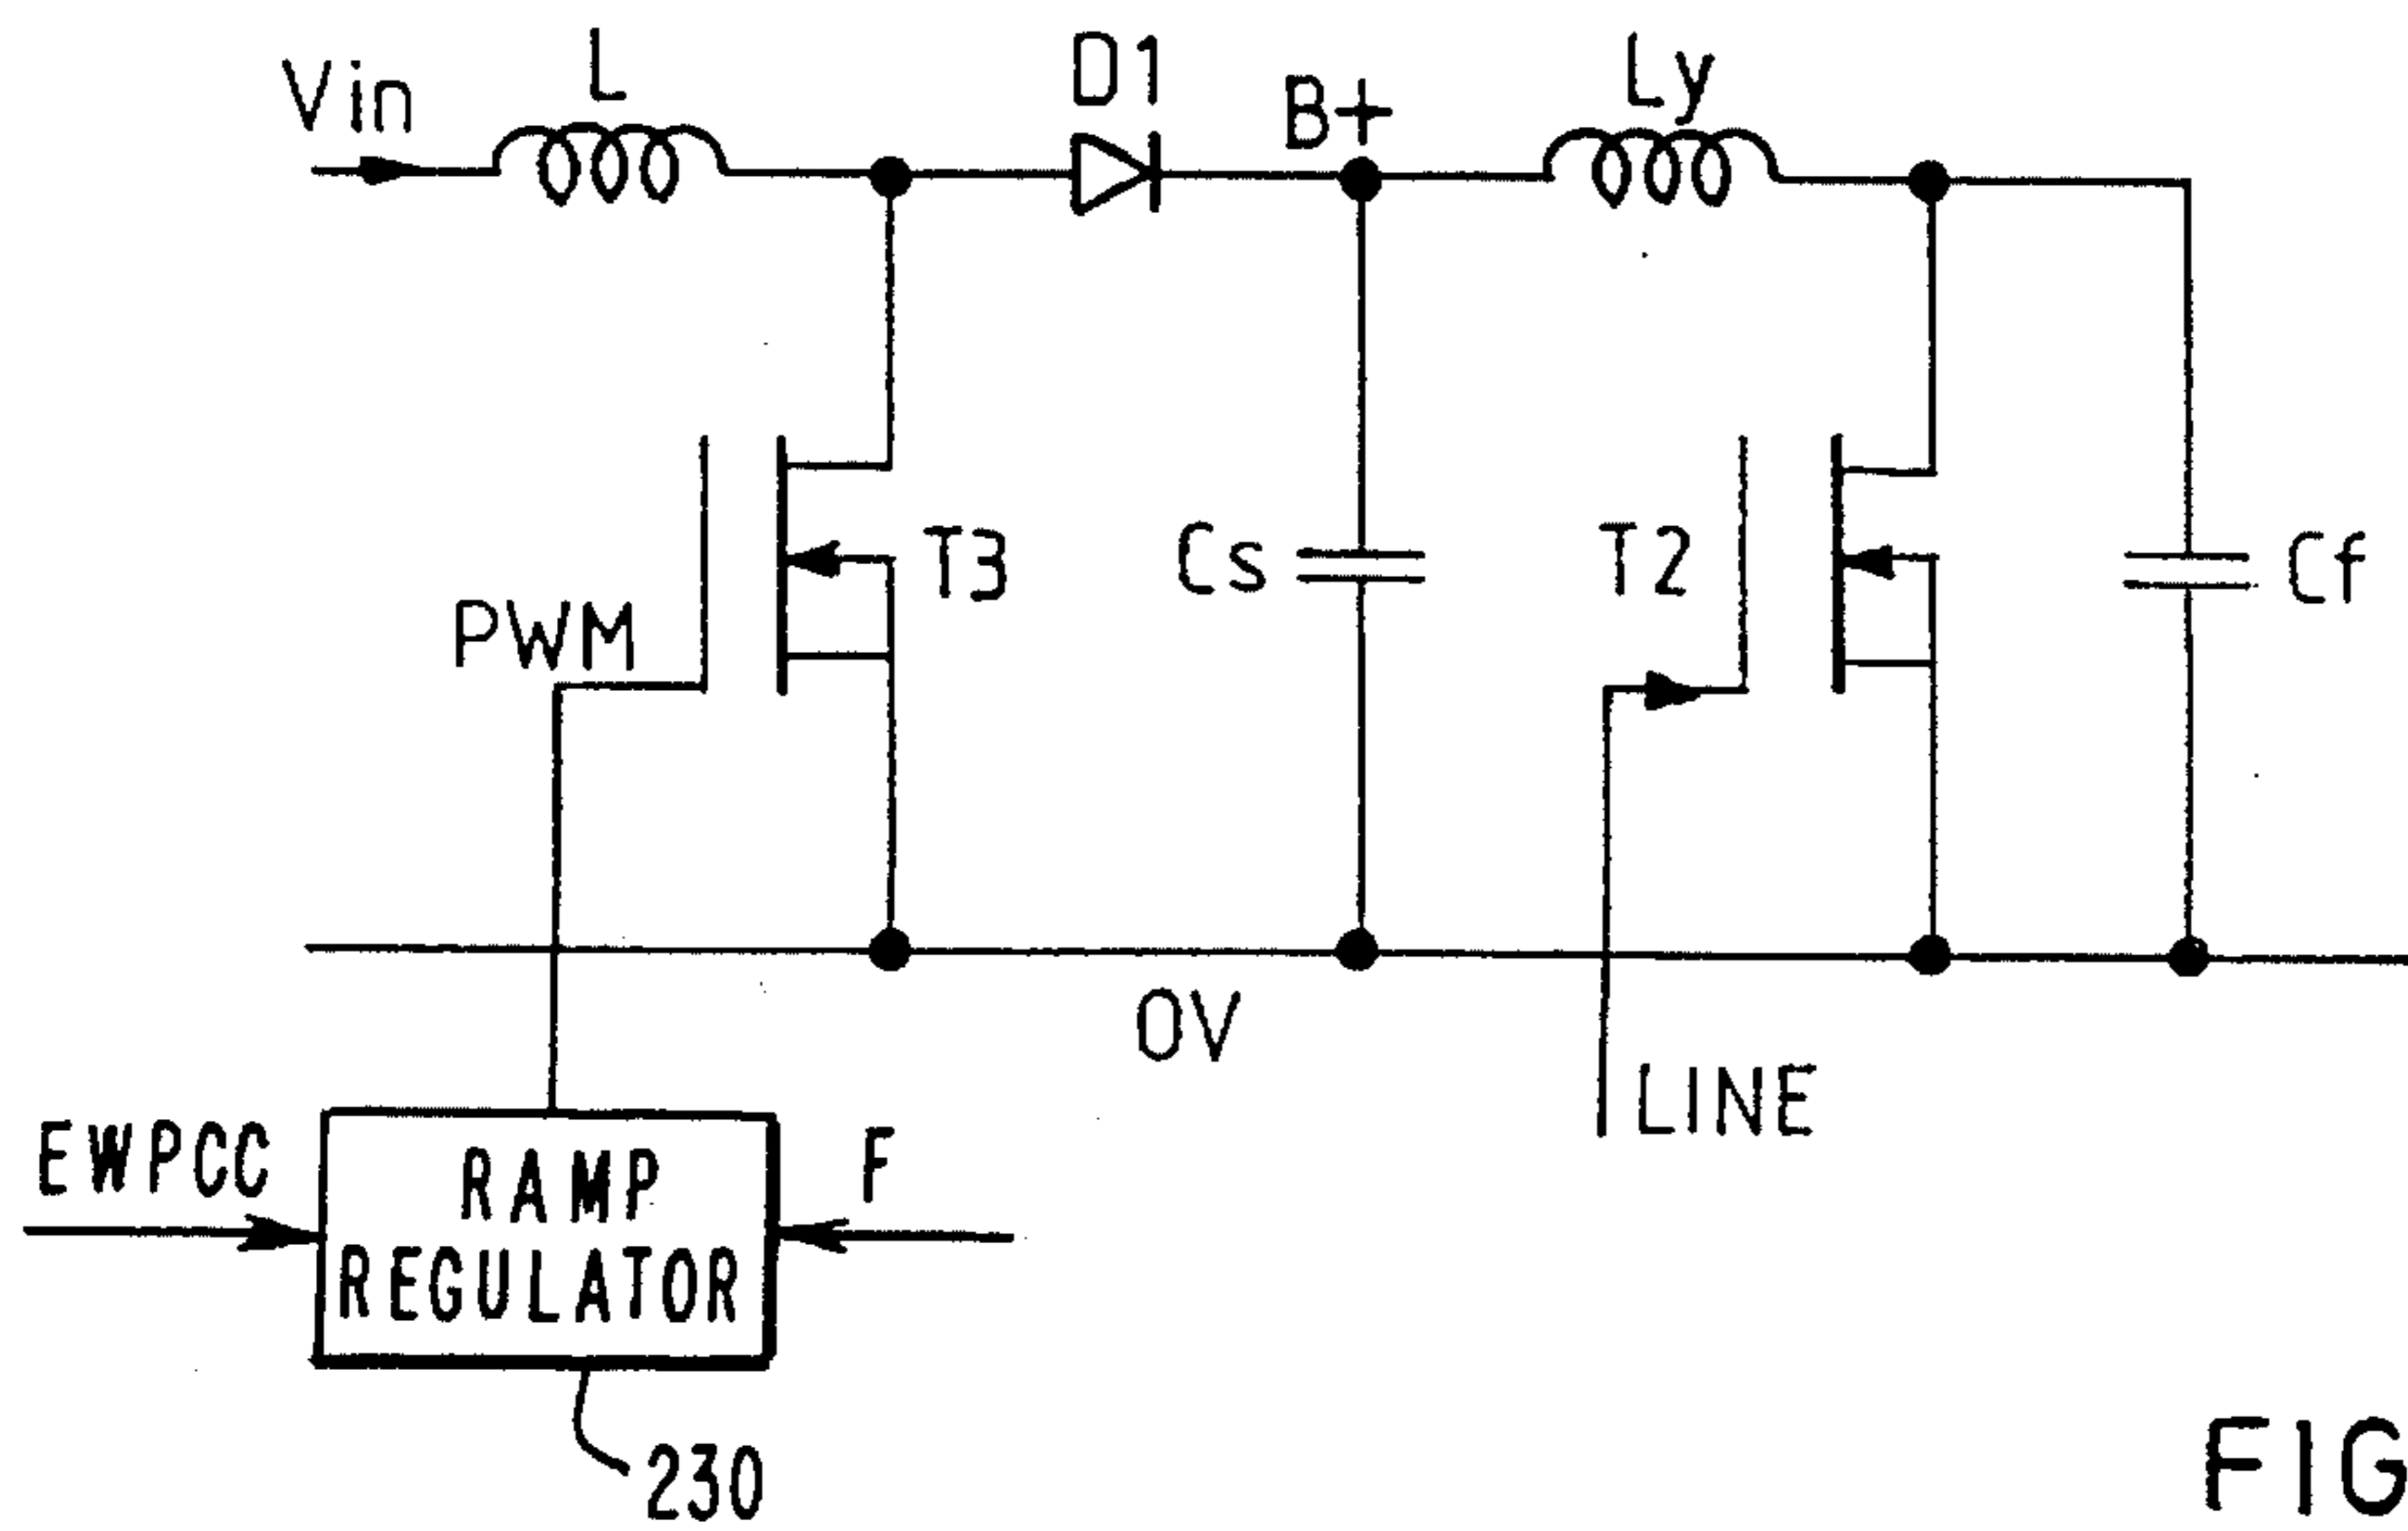 Vin
L
D1
B+
Ly
T3
Cs
T2
Cf
PWM
0V
LINE
EWPCC
RAMP
REGULATOR
F
230
FIG